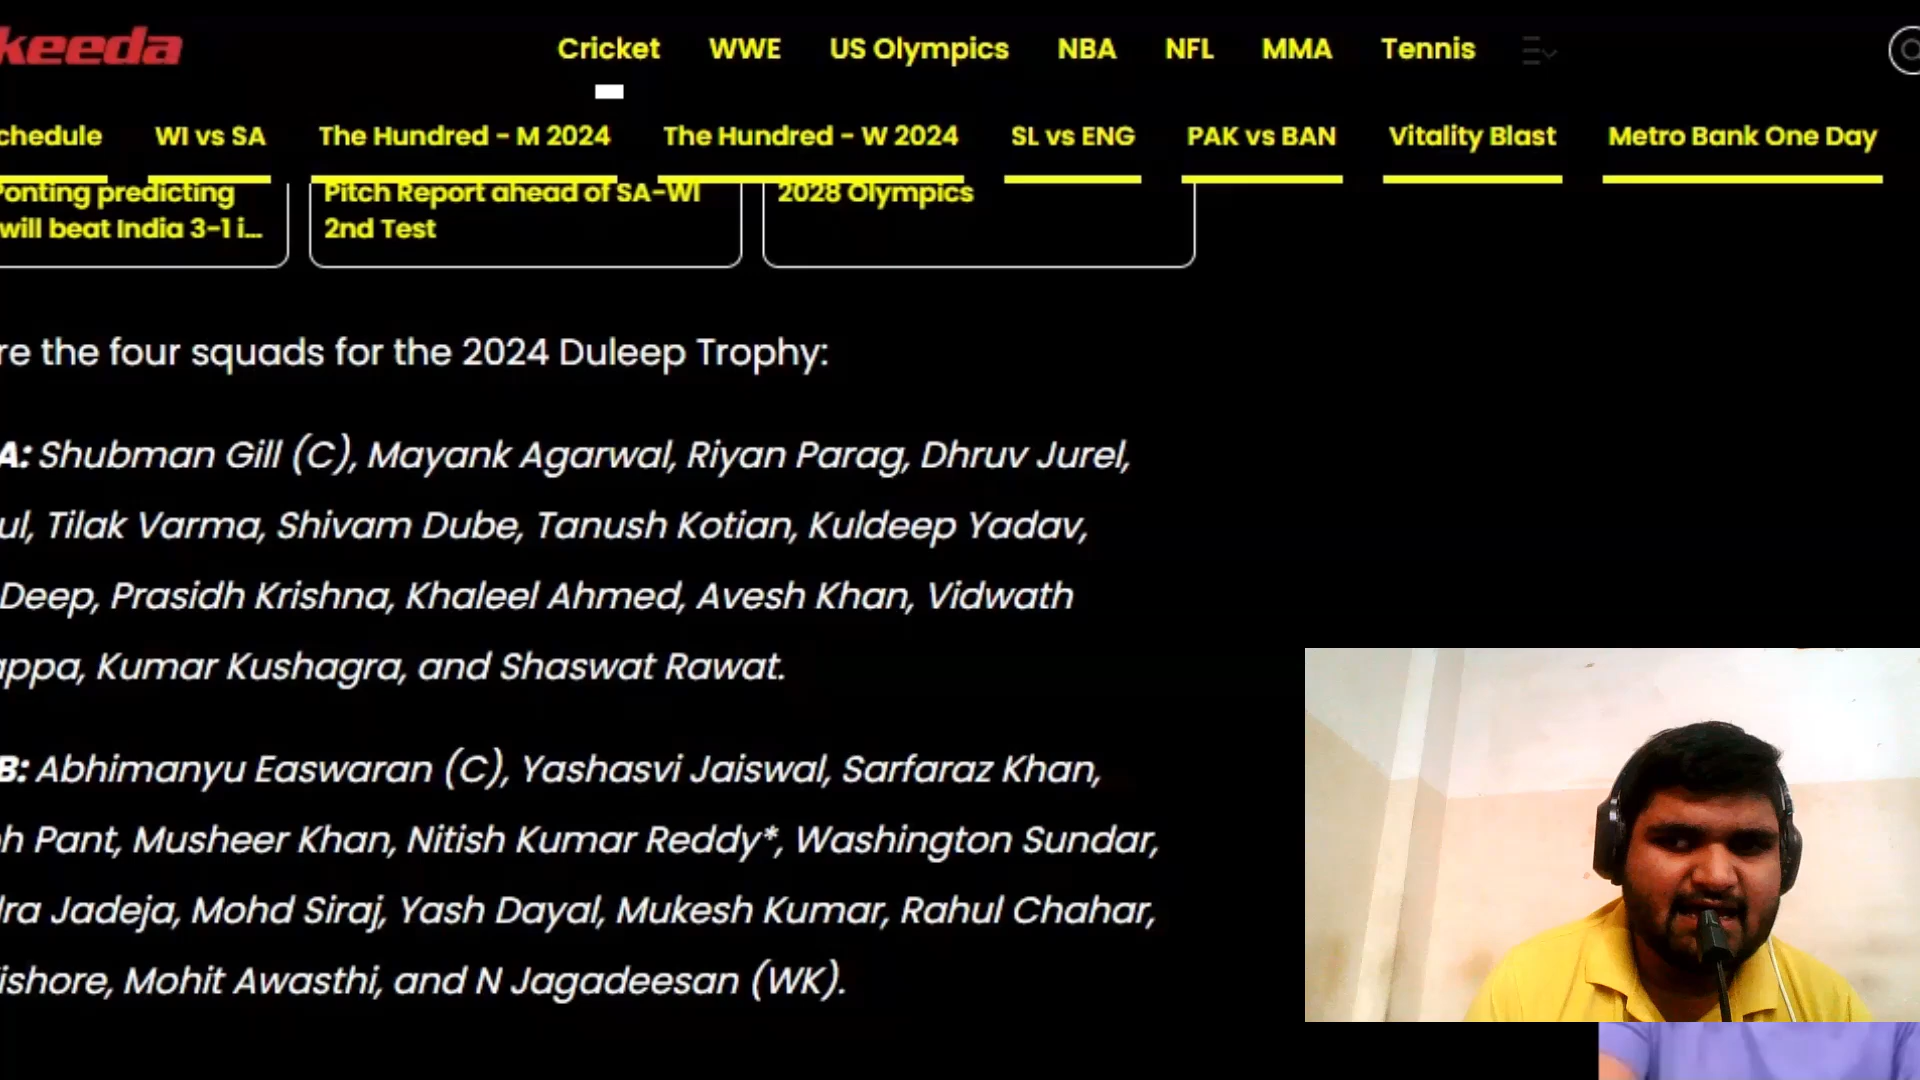 keeda
Cricket WWE US Olympics NBA NFL MMA Tennis
chedule WI vs SA The Hundred - M 2024 The Hundred - W 2024 SL vs ENG PAK vs BAN Vitality Blast Metro Bank One Day
Ponting predicting Pitch Report ahead of SA-WI 2028 Olympics
will beat India 3-1 i... 2nd Test
re the four squads for the 2024 Duleep Trophy:
A: Shubman Gill (C), Mayank Agarwal, Riyan Parag, Dhruv Jurel,
ul, Tilak Varma, Shivam Dube, Tanush Kotian, Kuldeep Yadav,
Deep, Prasidh Krishna, Khaleel Ahmed, Avesh Khan, Vidwath
appa, Kumar Kushagra, and Shaswat Rawat.
B: Abhimanyu Easwaran (C), Yashasvi Jaiswal, Sarfaraz Khan,
h Pant, Musheer Khan, Nitish Kumar Reddy*, Washington Sundar,
dra Jadeja, Mohd Siraj, Yash Dayal, Mukesh Kumar, Rahul Chahar,
ishore, Mohit Awasthi, and N Jagadeesan (WK).